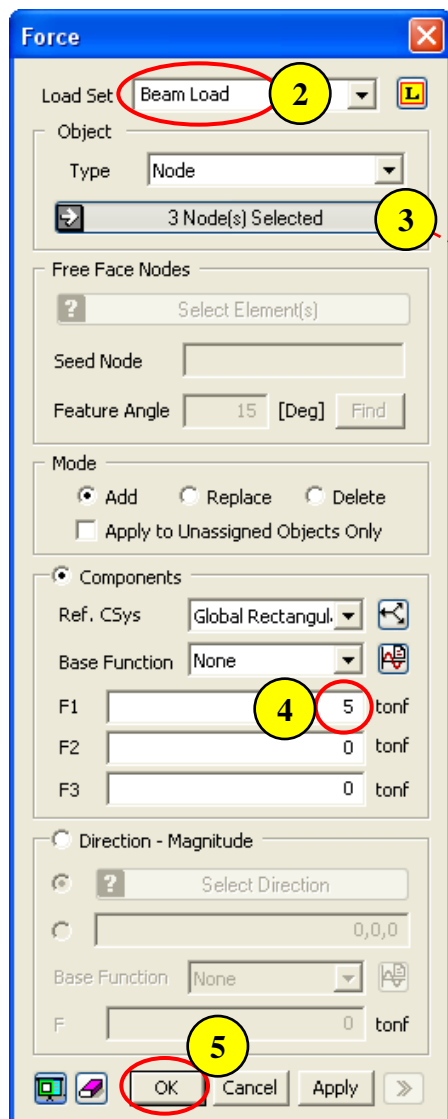 Force
Load Set Beam Load 2 L
Object
Type Node
3 Node(s) Selected 3
Free Face Nodes
? Select Element(s)
Seed Node
Feature Angle 15 [Deg] Find
Mode
Add Replace Delete
Apply to Unassigned Objects Only
Components
Ref. CSys Global Rectangul
Base Function None
F1 4 5 tonf
F2 0 tonf
F3 0 tonf
Direction - Magnitude
? Select Direction
0,0,0
Base Function None
F 0 tonf
5
OK Cancel Apply >>